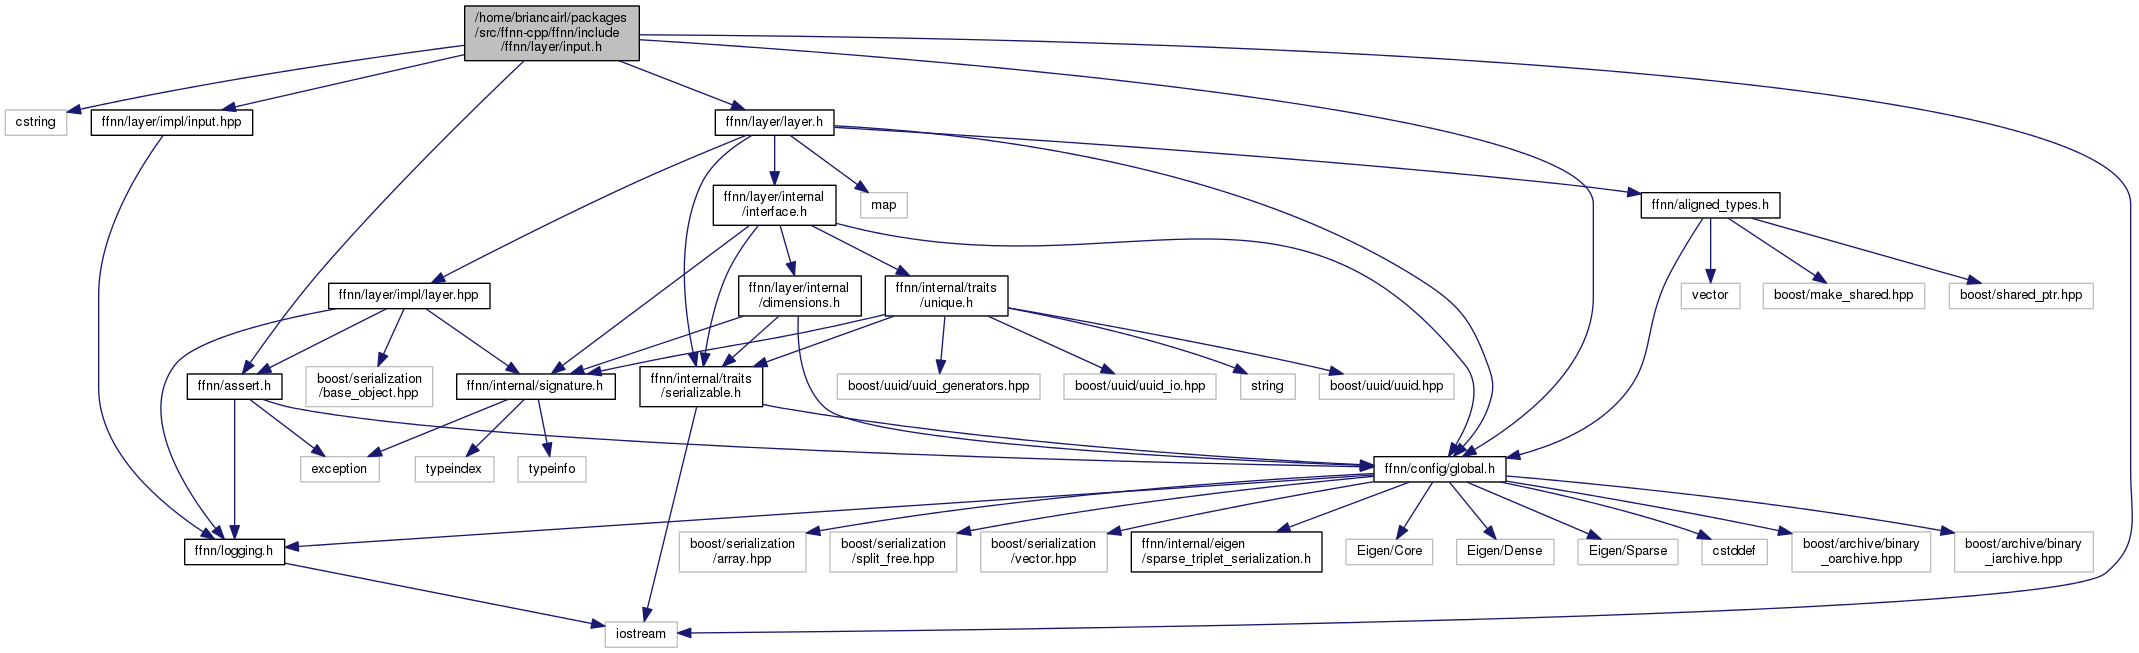 /home/briancairl/packages
/src/ffnn-cpp/ffnn/include
/ffnn/layer/input.h
cstring
ffnn/layer/impl/input.hpp
ffnn/layer/layer.h
ffnn/layer/internal
/interface.h
map
ffnn/aligned_types.h
ffnn/layer/impl/layer.hpp
ffnn/layer/internal
/dimensions.h
ffnn/internal/traits
/unique.h
vector
boost/make_shared.hpp
boost/shared_ptr.hpp
ffnn/assert.h
boost/serialization
/base_object.hpp
ffnn/internal/signature.h
ffnn/internal/traits
/serializable.h
boost/uuid/uuid_generators.hpp
boost/uuid/uuid_io.hpp
string
boost/uuid/uuid.hpp
exception
typeindex
typeinfo
ffnn/config/global.h
ffnn/logging.h
boost/serialization
/array.hpp
boost/serialization
/split_free.hpp
boost/serialization
/vector.hpp
ffnn/internal/eigen
/sparse_triplet_serialization.h
Eigen/Core
Eigen/Dense
Eigen/Sparse
cstddef
boost/archive/binary
_oarchive.hpp
boost/archive/binary
_iarchive.hpp
iostream